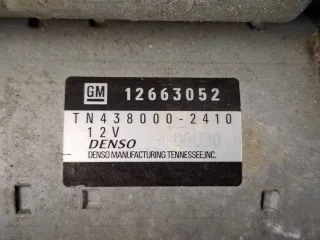 GM 12663052
TN438000-2410
12V
DENSO
DENSO MANUFACTURING TENNESSEE, INC.